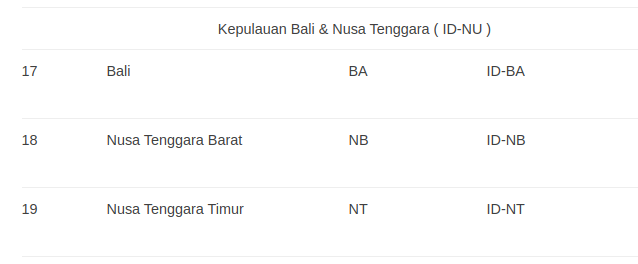 Kepulauan Bali & Nusa Tenggara ( ID-NU )
17 Bali BA ID-BA
18 Nusa Tenggara Barat NB ID-NB
19 Nusa Tenggara Timur NT ID-NT